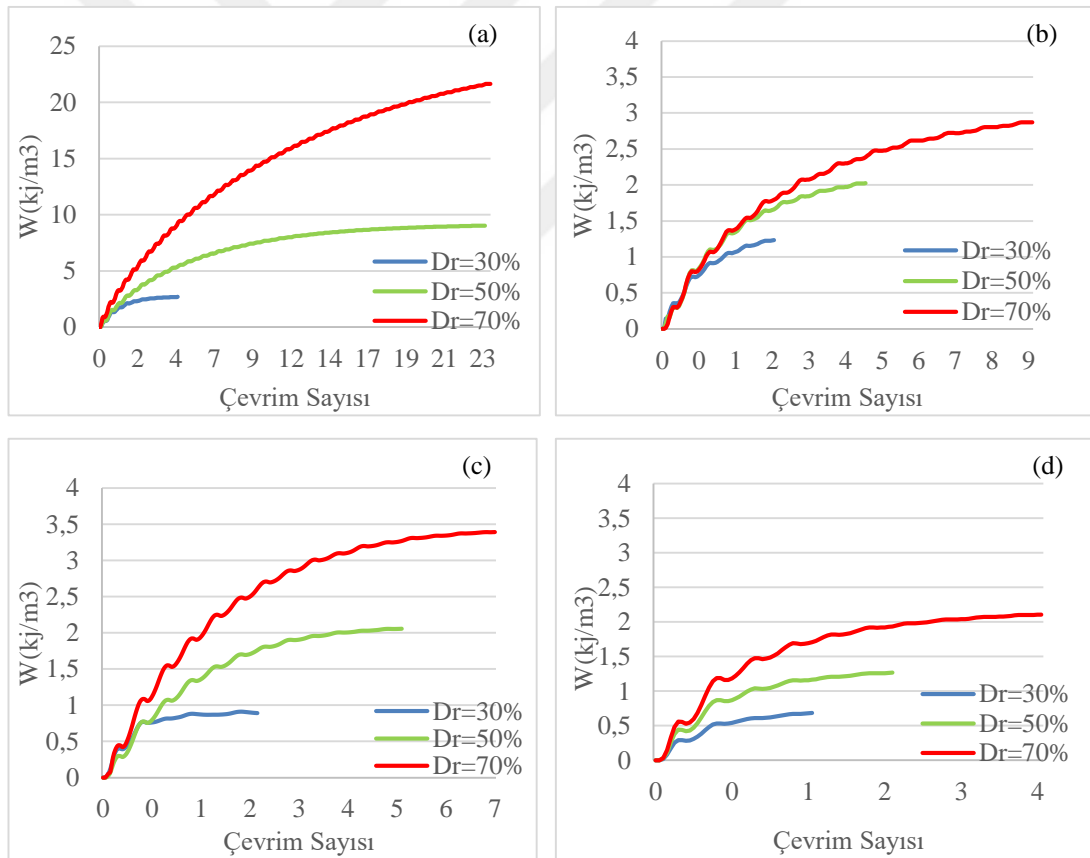 (a)
25
20
15
10
5
0
W(kj/m3)
Dr=30%
Dr=50%
Dr=70%
0 2 4 7 9 12 14 17 19 21 23
Çevrim Sayısı
(b)
4
3,5
3
2,5
2
1,5
1
0,5
0
W(kj/m3)
Dr=30%
Dr=50%
Dr=70%
0 0 1 2 3 4 5 6 7 8 9
Çevrim Sayısı
(c)
4
3,5
3
2,5
2
1,5
1
0,5
0
W(kj/m3)
Dr=30%
Dr=50%
Dr=70%
0 0 1 2 3 4 5 6 7
Çevrim Sayısı
(d)
4
3,5
3
2,5
2
1,5
1
0,5
0
W(kj/m3)
Dr=30%
Dr=50%
Dr=70%
0 0 1 2 3 4
Çevrim Sayısı